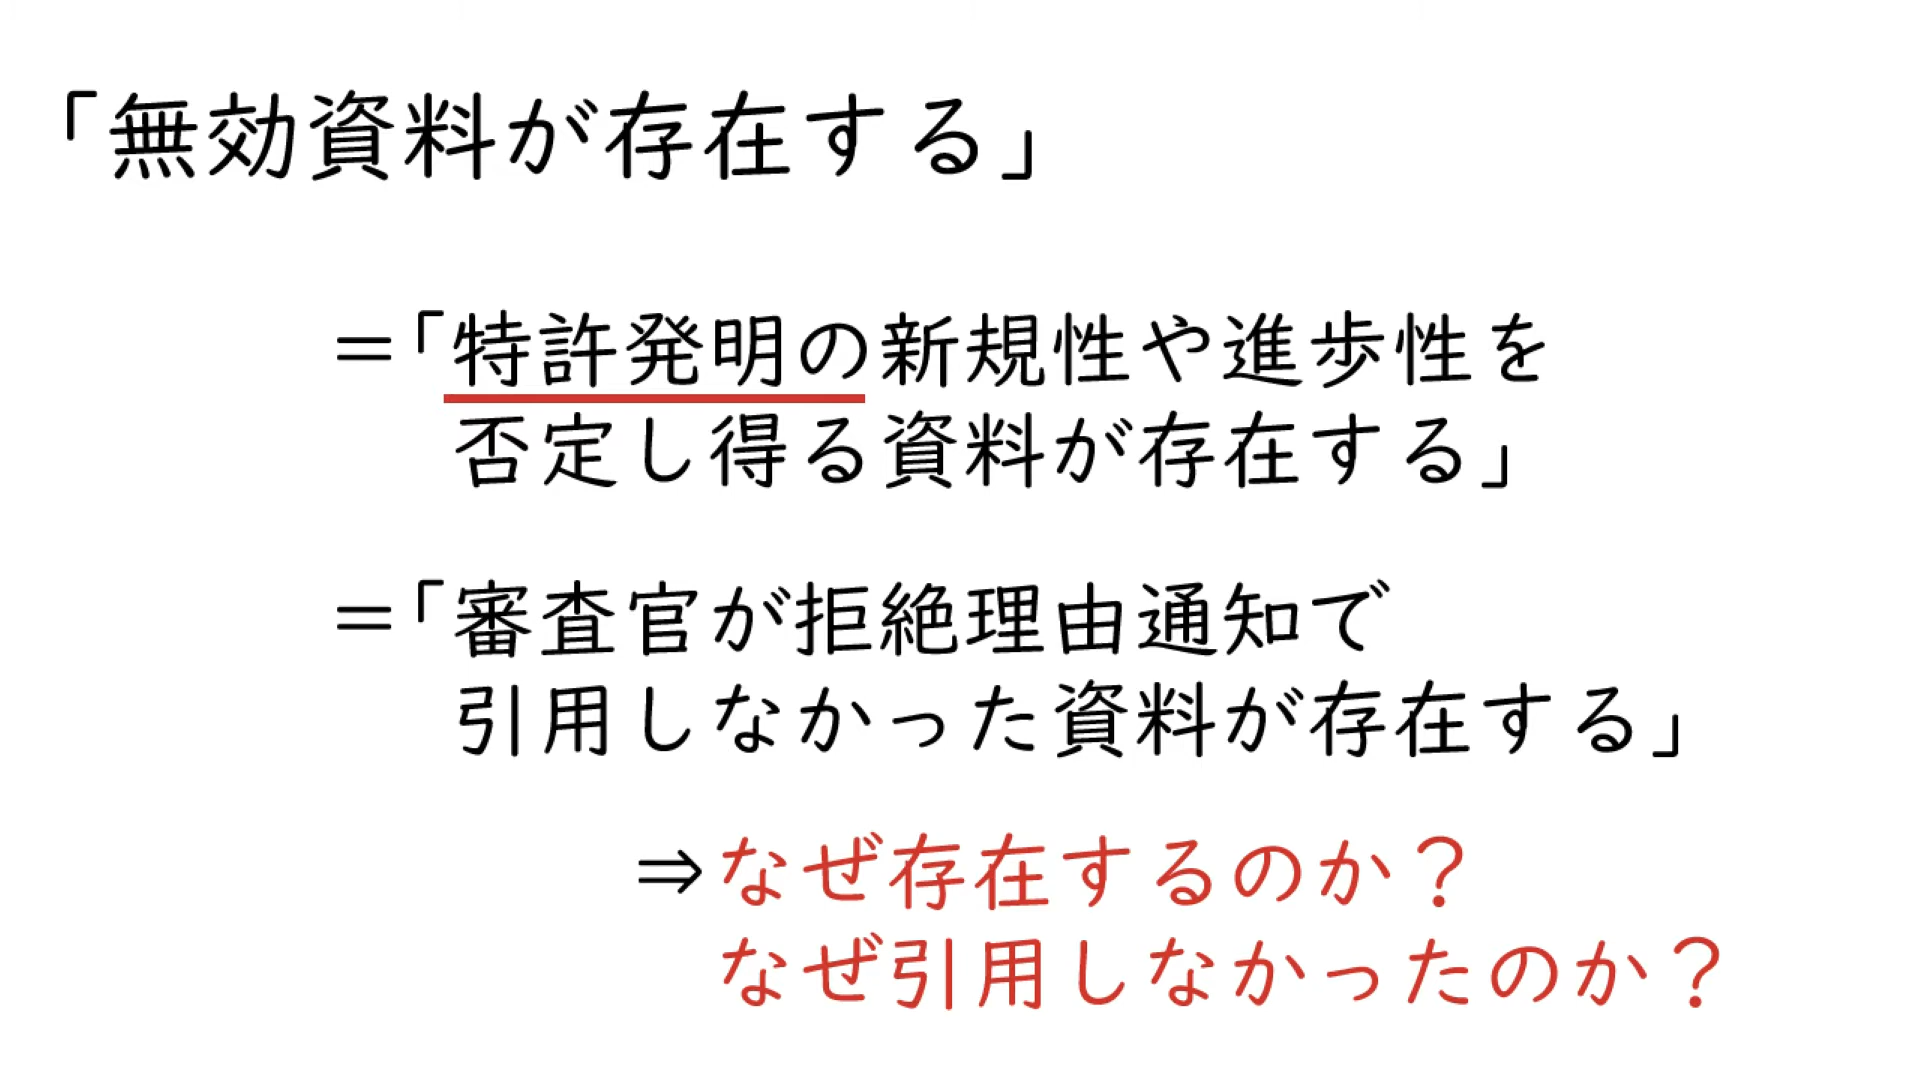 「無効資料が存在する」
＝「特許発明の新規性や進歩性を
否定し得る資料が存在する」
＝「審査官が拒絶理由通知で
引用しなかった資料が存在する」
⇒なぜ存在するのか？
なぜ引用しなかったのか？